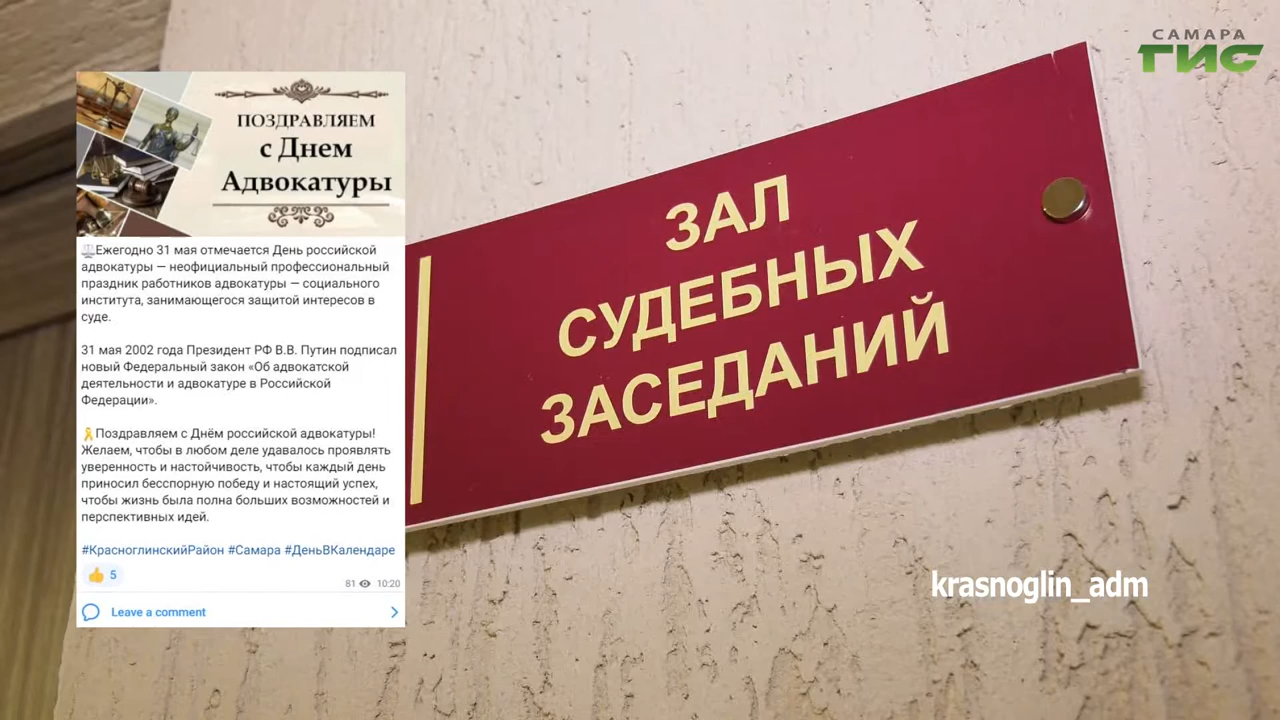 САМАРА
ГИС
ПОЗДРАВЛЯЕМ
с Днем
Адвокатуры
Ежегодно 31 мая отмечается День российской
адвокатуры — неофициальный профессиональный
праздник работников адвокатуры — социального
института, занимающегося защитой интересов в
суде.
31 мая 2002 года Президент РФ В.В. Путин подписал
новый Федеральный закон «Об адвокатской
деятельности и адвокатуре в Российской
Федерации».
🎗Поздравляем с Днём российской адвокатуры!
Желаем, чтобы в любом деле удавалось проявлять
уверенность и настойчивость, чтобы каждый день
приносил бесспорную победу и настоящий успех,
чтобы жизнь была полна больших возможностей и
перспективных идей.
#КрасноглинскийРайон #Самара #ДеньВКалендаре
👍 5
81 10:20
Leave a comment
ЗАЛ
СУДЕБНЫХ
ЗАСЕДАНИЙ
krasnoglin_adm